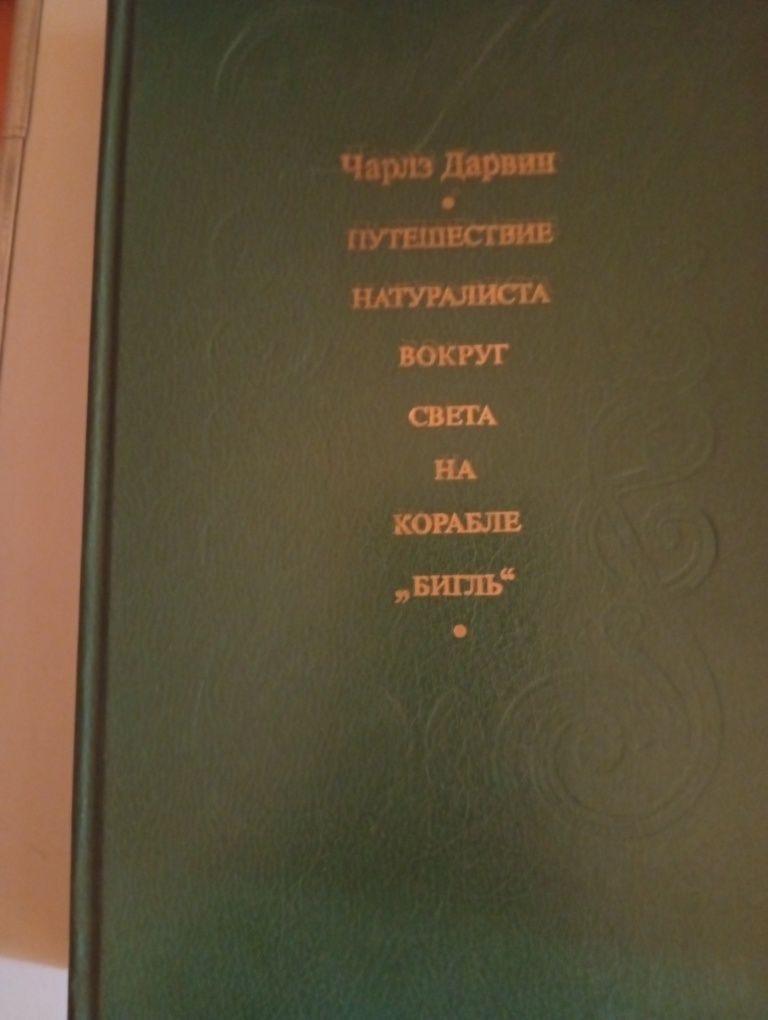 Чарлз Дарвин
ПУТЕШЕСТВИЕ
НАТУРАЛИСТА
ВОКРУГ
СВЕТА
НА
КОРАБЛЕ
„БИГЛЬ“